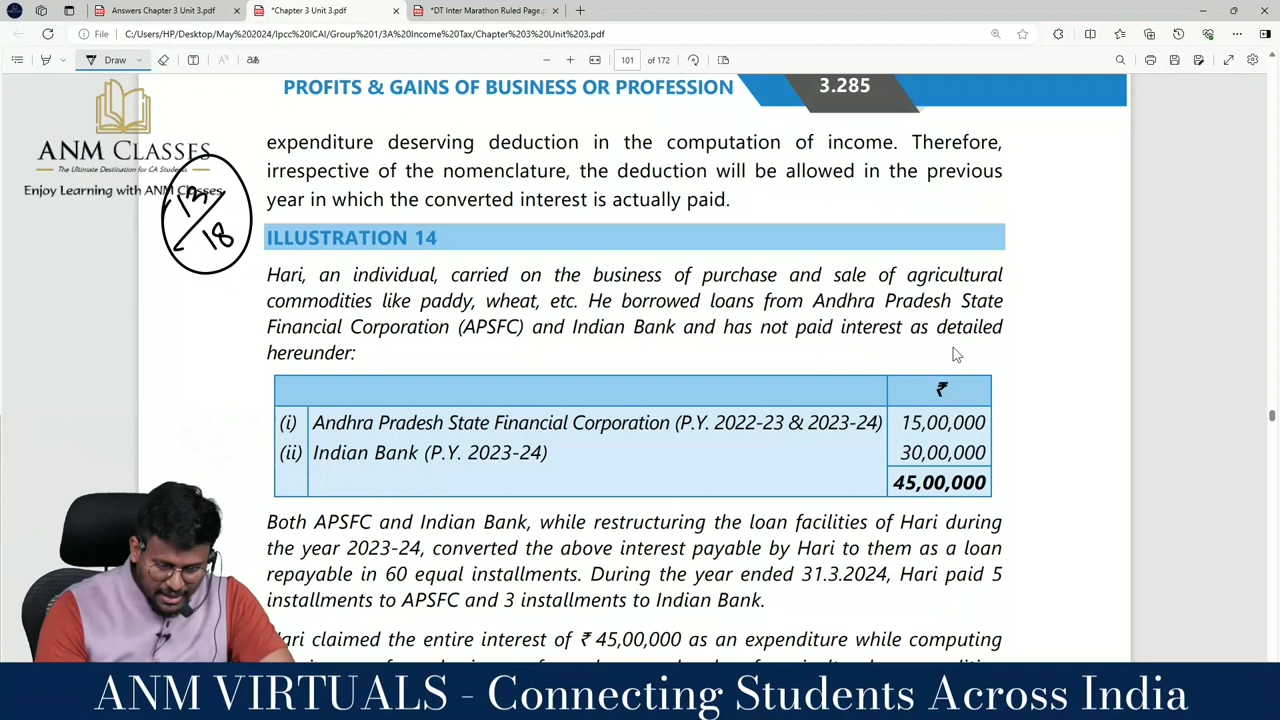 Answers Chapter 3 Unit 3.pdf
*Chapter 3 Unit 3.pdf
*DT Inter Marathon Ruled Page.p
File
C:/Users/HP/Desktop/May%202024/Ipcc%20ICAI/Group%201/3A%20Income%20Tax/Chapter%203%20Unit%203.pdf
Draw
101 of 172
PROFITS & GAINS OF BUSINESS OR PROFESSION
3.285
ANM CLASSES
The Ultimate Destination for CA Students
Enjoy Learning with ANM Classes
13/18
expenditure deserving deduction in the computation of income. Therefore,
irrespective of the nomenclature, the deduction will be allowed in the previous
year in which the converted interest is actually paid.
ILLUSTRATION 14
Hari, an individual, carried on the business of purchase and sale of agricultural
commodities like paddy, wheat, etc. He borrowed loans from Andhra Pradesh State
Financial Corporation (APSFC) and Indian Bank and has not paid interest as detailed
hereunder:
₹
(i) Andhra Pradesh State Financial Corporation (P.Y. 2022-23 & 2023-24) 15,00,000
(ii) Indian Bank (P.Y. 2023-24) 30,00,000
45,00,000
Both APSFC and Indian Bank, while restructuring the loan facilities of Hari during
the year 2023-24, converted the above interest payable by Hari to them as a loan
repayable in 60 equal installments. During the year ended 31.3.2024, Hari paid 5
installments to APSFC and 3 installments to Indian Bank.
Hari claimed the entire interest of ₹ 45,00,000 as an expenditure while computing
ANM VIRTUALS - Connecting Students Across India